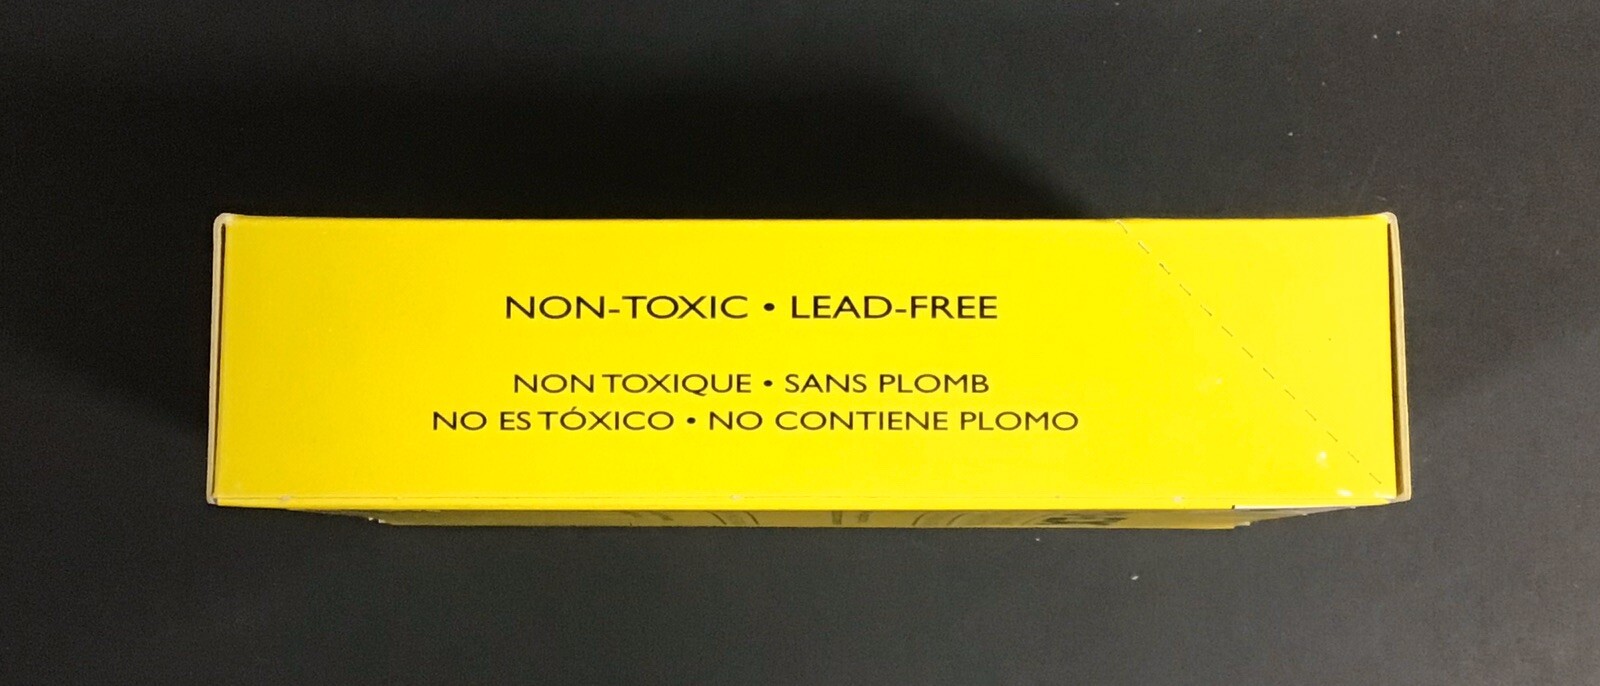 NON-TOXIC • LEAD-FREE
NON TOXIQUE • SANS PLOMB
NO ES TÓXICO • NO CONTIENE PLOMO